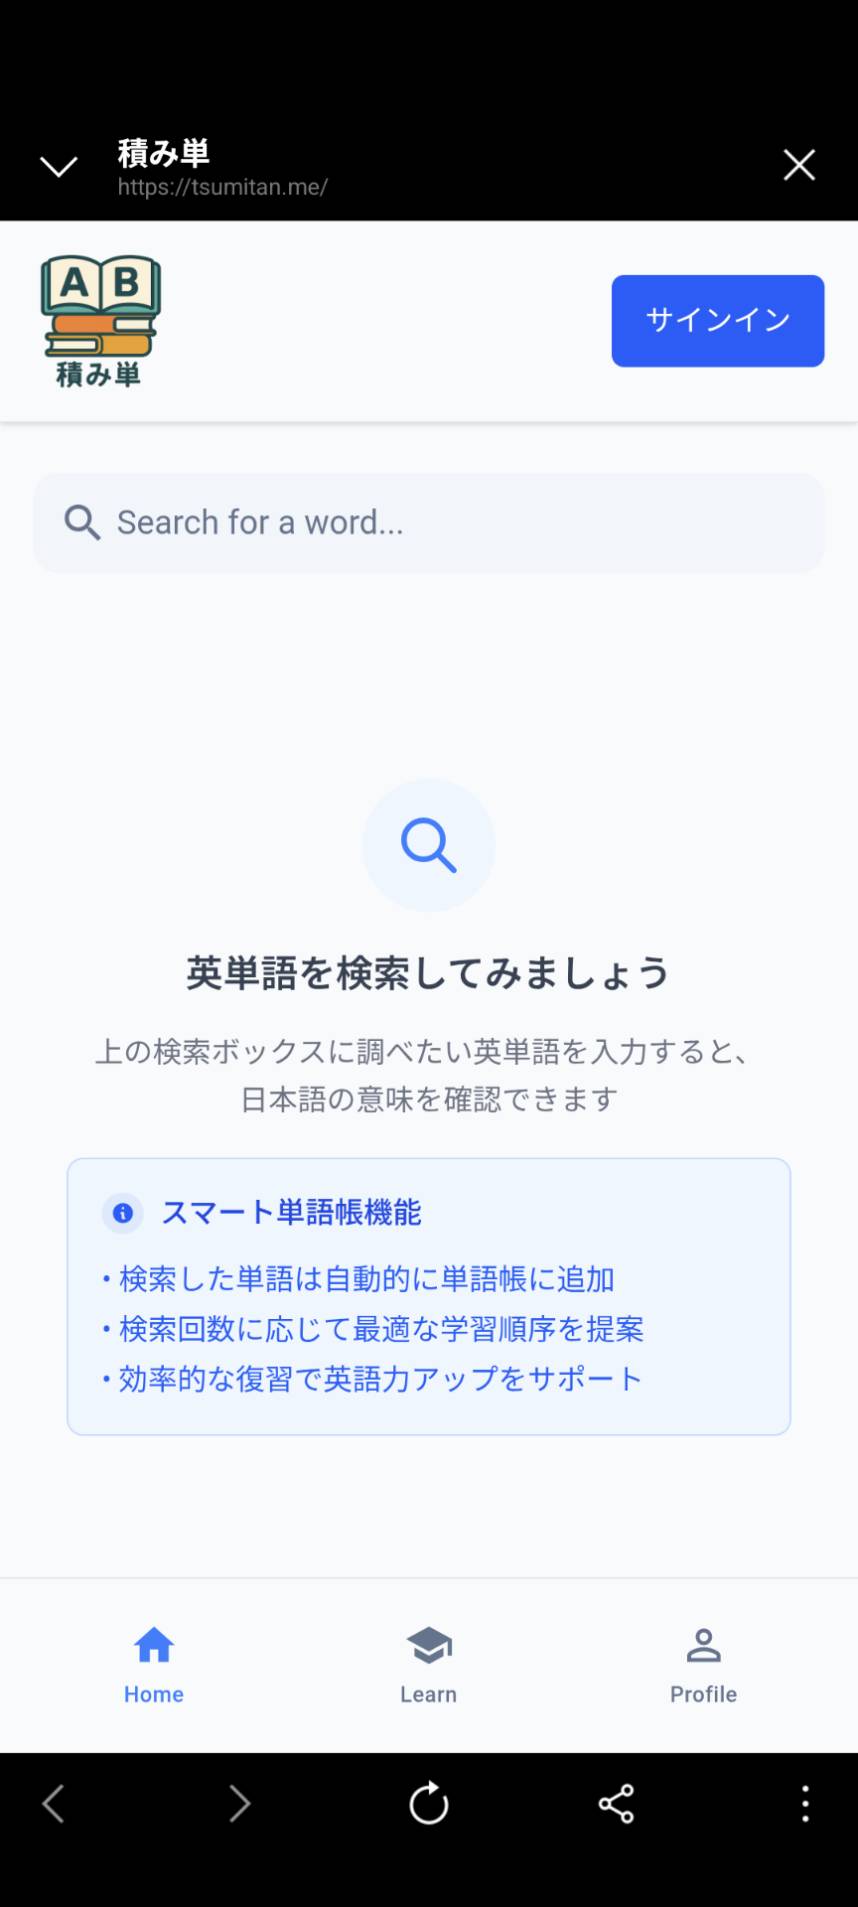 積み単
https://tsumitan.me/
A B
積み単
サインイン
Search for a word...
英単語を検索してみましょう
上の検索ボックスに調べたい英単語を入力すると、
日本語の意味を確認できます
スマート単語帳機能
• 検索した単語は自動的に単語帳に追加
• 検索回数に応じて最適な学習順序を提案
• 効率的な復習で英語力アップをサポート
Home
Learn
Profile